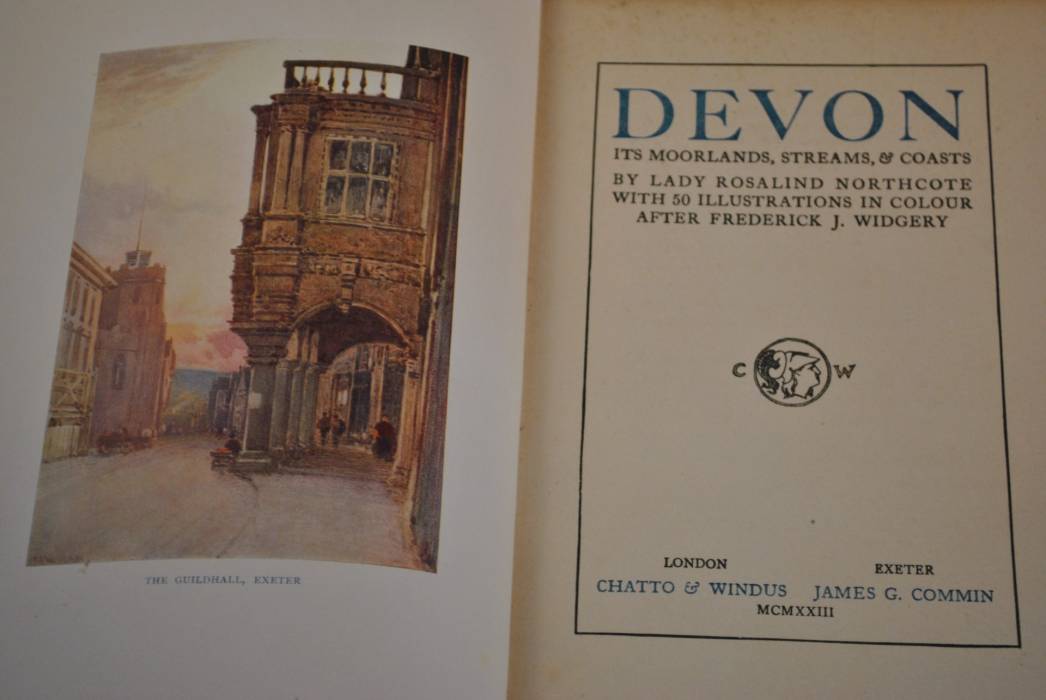 THE GUILDHALL, EXETER
DEVON
ITS MOORLANDS, STREAMS, & COASTS
BY LADY ROSALIND NORTHCOTE
WITH 50 ILLUSTRATIONS IN COLOUR
AFTER FREDERICK J. WIDGERY
C W
LONDON EXETER
CHATTO & WINDUS JAMES G. COMMIN
MCMXXIII